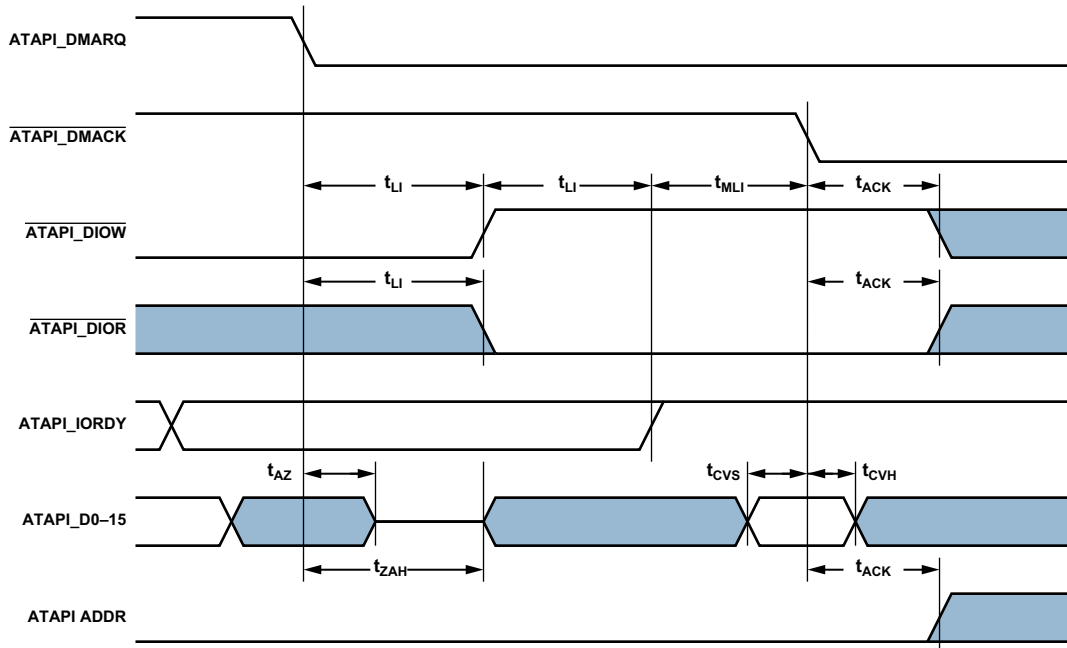 ATAPI_DMARQ
ATAPI_DMACK
tLI tLI tMLI tACK
ATAPI_DIOW
tLI tACK
ATAPI_DIOR
ATAPI_IORDY
tAZ tCVS tCVH
ATAPI_D0–15
tZAH tACK
ATAPI ADDR